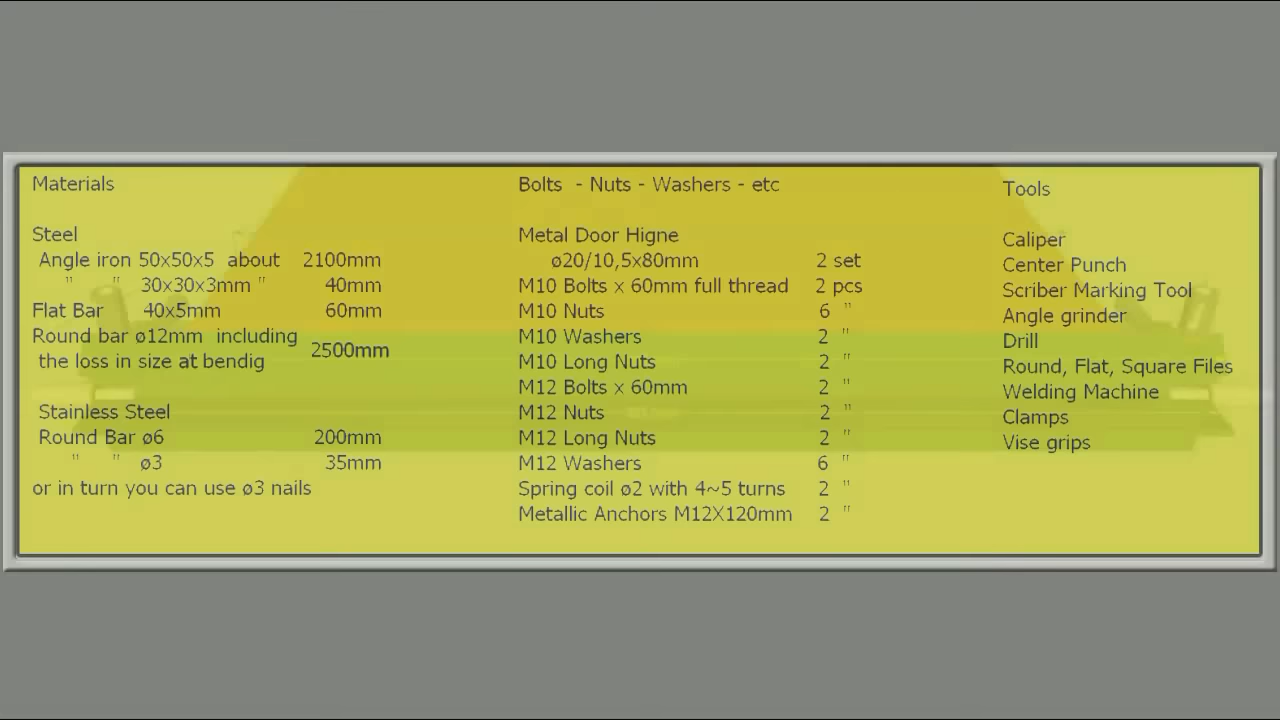 Materials
Steel
Angle iron 50x50x5 about 2100mm
" " 30x30x3mm " 40mm
Flat Bar 40x5mm 60mm
Round bar ø12mm including
the loss in size at bendig 2500mm
Stainless Steel
Round Bar ø6 200mm
" " ø3 35mm
or in turn you can use ø3 nails
Bolts - Nuts - Washers - etc
Metal Door Higne
ø20/10,5x80mm 2 set
M10 Bolts x 60mm full thread 2 pcs
M10 Nuts 6 "
M10 Washers 2 "
M10 Long Nuts 2 "
M12 Bolts x 60mm 2 "
M12 Nuts 2 "
M12 Long Nuts 2 "
M12 Washers 6 "
Spring coil ø2 with 4~5 turns 2 "
Metallic Anchors M12X120mm 2 "
Tools
Caliper
Center Punch
Scriber Marking Tool
Angle grinder
Drill
Round, Flat, Square Files
Welding Machine
Clamps
Vise grips